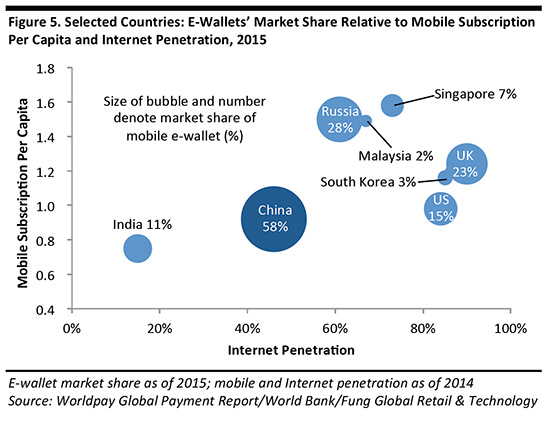 Figure 5. Selected Countries: E-Wallets' Market Share Relative to Mobile Subscription
Per Capita and Internet Penetration, 2015
Mobile Subscription Per Capita
1.8
1.6
1.4
1.2
1.0
0.8
0.6
0.4
Size of bubble and number
denote market share of
mobile e-wallet (%)
Russia
28%
Singapore 7%
Malaysia 2%
UK
23%
South Korea 3%
US
15%
China
58%
India 11%
0%
20%
40%
60%
80%
100%
Internet Penetration
E-wallet market share as of 2015; mobile and Internet penetration as of 2014
Source: Worldpay Global Payment Report/World Bank/Fung Global Retail & Technology